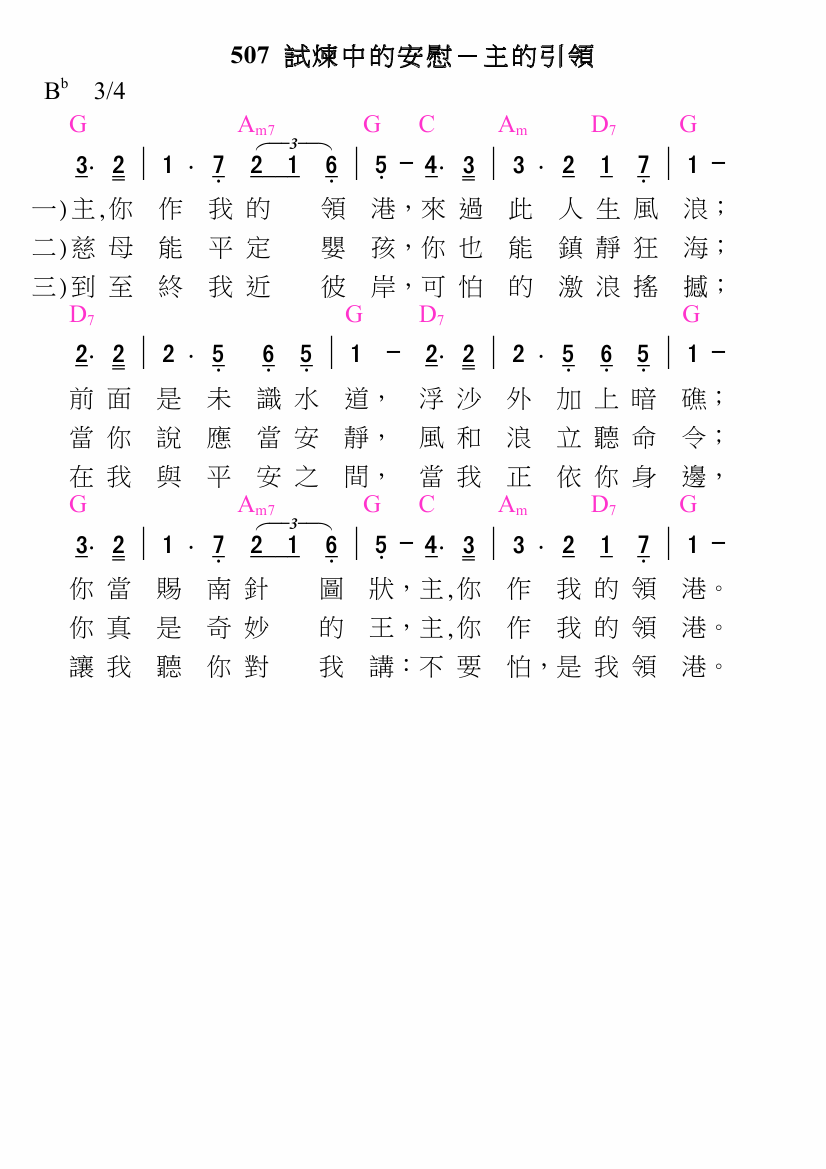 507 試煉中的安慰－主的引領
B♭ 3/4
G Am7 G C Am D7 G
3· 2 | 1 · 7 2 1 6 | 5 － 4· 3 | 3 · 2 1 7 | 1 －
3
一)主,你 作 我 的 領 港，來 過 此 人 生 風 浪；
二)慈 母 能 平 定 嬰 孩，你 也 能 鎮 靜 狂 海；
三)到 至 終 我 近 彼 岸，可 怕 的 激 浪 搖 撼；
D7 G D7 G
2· 2 | 2 · 5 6 5 | 1 － 2· 2 | 2 · 5 6 5 | 1 －
前 面 是 未 識 水 道， 浮 沙 外 加 上 暗 礁；
當 你 說 應 當 安 靜， 風 和 浪 立 聽 命 令；
在 我 與 平 安 之 間， 當 我 正 依 你 身 邊，
G Am7 G C Am D7 G
3· 2 | 1 · 7 2 1 6 | 5 － 4· 3 | 3 · 2 1 7 | 1 －
3
你 當 賜 南 針 圖 狀，主,你 作 我 的 領 港。
你 真 是 奇 妙 的 王，主,你 作 我 的 領 港。
讓 我 聽 你 對 我 講：不 要 怕，是 我 領 港。